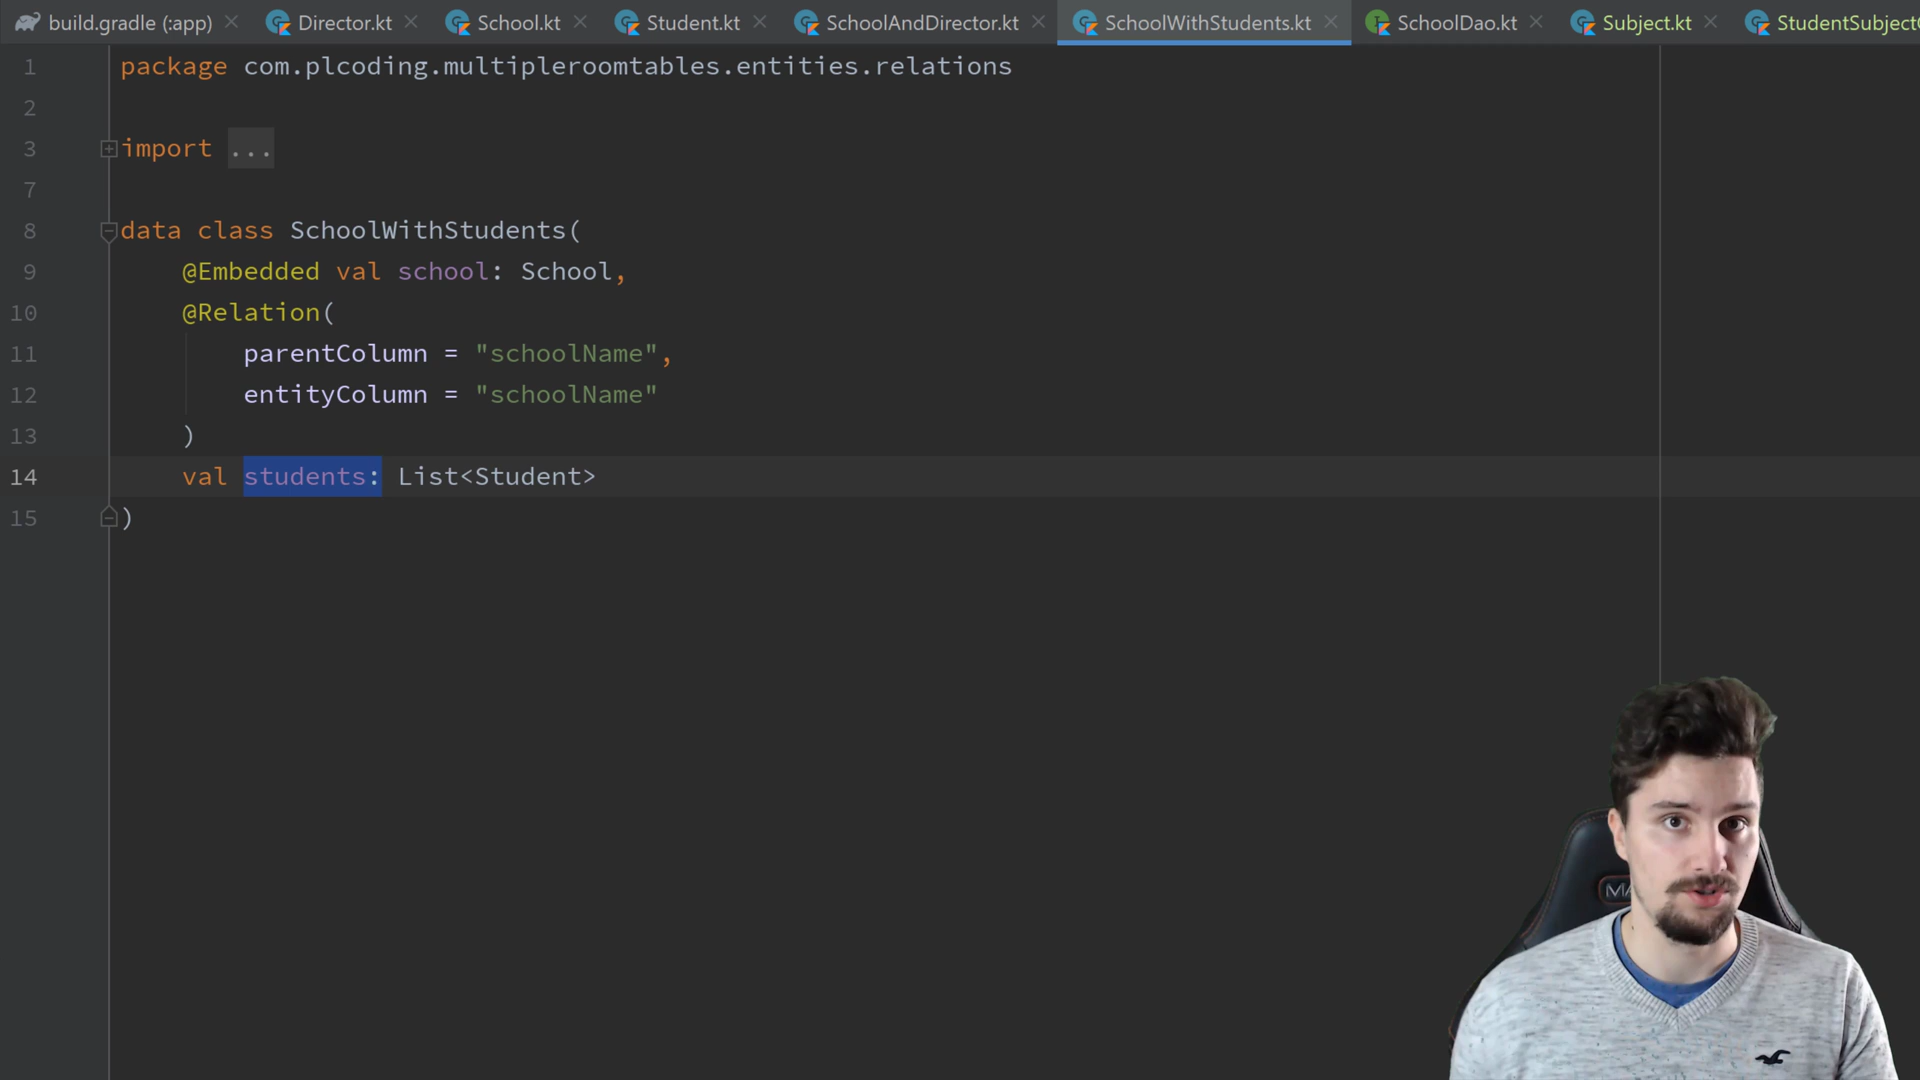 build.gradle (:app) Director.kt School.kt Student.kt SchoolAndDirector.kt SchoolWithStudents.kt SchoolDao.kt Subject.kt StudentSubject
1 package com.plcoding.multipleroomtables.entities.relations
2
3 import ...
7
8 data class SchoolWithStudents(
9 @Embedded val school: School,
10 @Relation(
11 parentColumn = "schoolName",
12 entityColumn = "schoolName"
13 )
14 val students: List<Student>
15 )